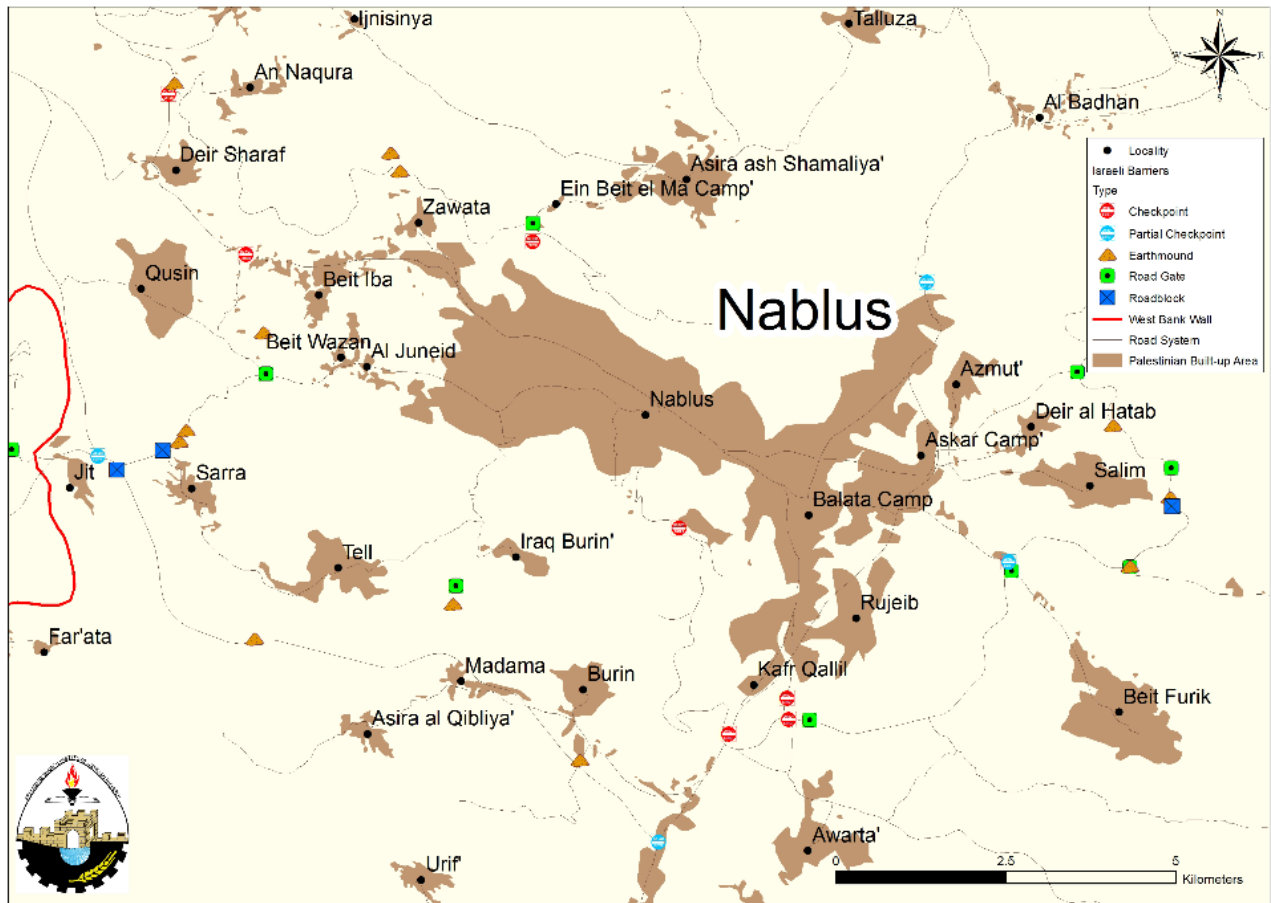 Ijnisinya
Talluza
N
An Naqura
W
E
S
Al Badhan
Deir Sharaf
Asira ash Shamaliya'
Ein Beit el Ma Camp'
Zawata
Locality
Israeli Barriers
Type
Checkpoint
Partial Checkpoint
Earthmound
Road Gate
Roadblock
West Bank Wall
Road System
Palestinian Built-up Area
Qusin
Beit Iba
Nablus
Beit Wazan
Al Juneid
Azmut'
Nablus
Deir al Hatab
Askar Camp'
Jit
Sarra
Salim
Balata Camp
Tell
Iraq Burin'
Rujeib
Far'ata
Madama
Burin
Kafr Qallil
Beit Furik
Asira al Qibliya'
Awarta'
Urif'
0 2.5 5
Kilometers